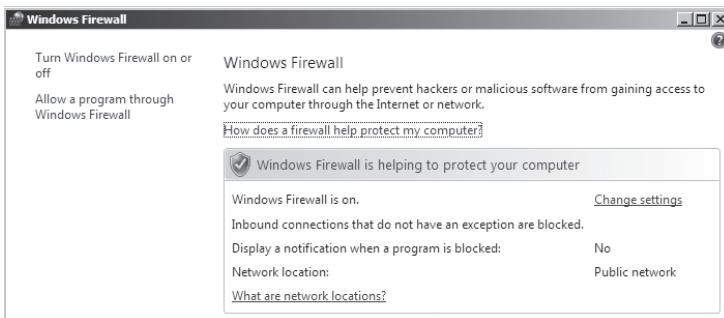 Windows Firewall
Turn Windows Firewall on or
off
Allow a program through
Windows Firewall
Windows Firewall
Windows Firewall can help prevent hackers or malicious software from gaining access to
your computer through the Internet or network.
How does a firewall help protect my computer?
Windows Firewall is helping to protect your computer
Windows Firewall is on.
Change settings
Inbound connections that do not have an exception are blocked.
Display a notification when a program is blocked: No
Network location: Public network
What are network locations?